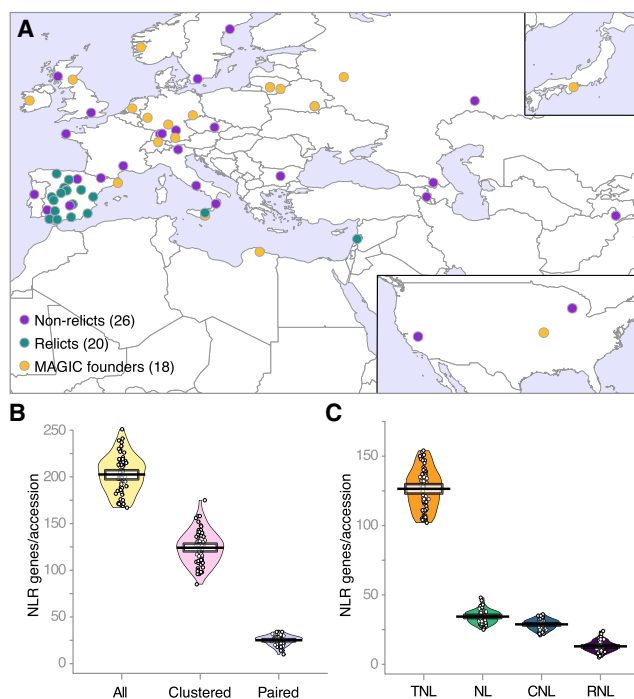 A
Non-relicts (26)
Relicts (20)
MAGIC founders (18)
B
NLR genes/accession
250
200
150
100
50
0
All
Clustered
Paired
C
NLR genes/accession
150
100
50
0
TNL
NL
CNL
RNL